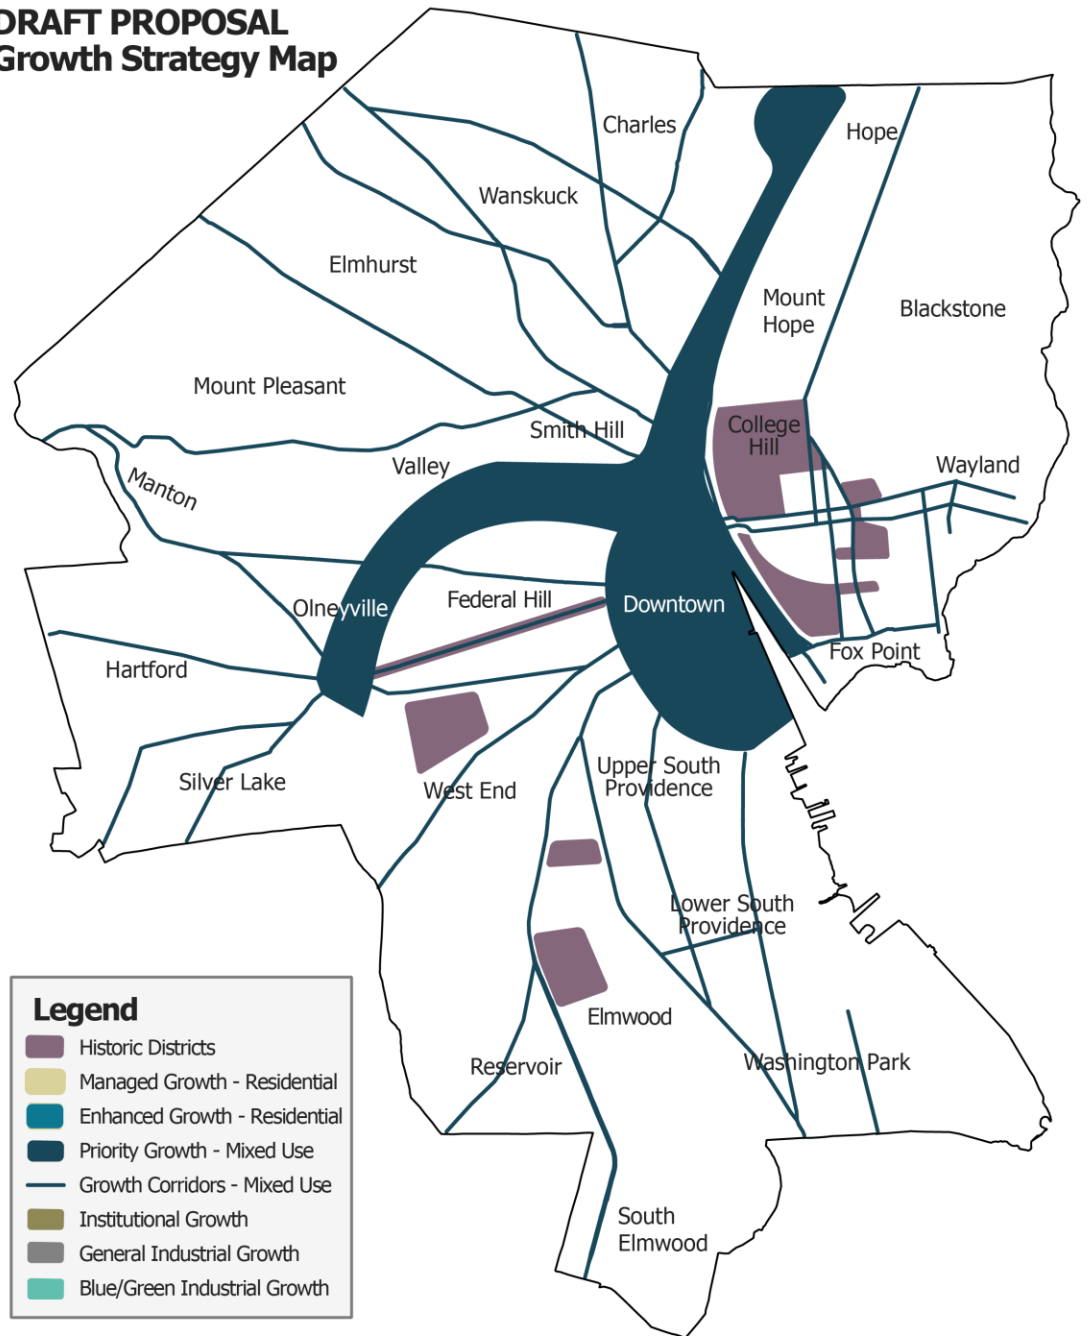 DRAFT PROPOSAL
Growth Strategy Map
Charles
Hope
Wanskuck
Elmhurst
Mount
Hope
Blackstone
Mount Pleasant
Smith Hill
College
Hill
Valley
Wayland
Manton
Olneyville
Federal Hill
Downtown
Fox Point
Hartford
Silver Lake
West End
Upper South
Providence
Lower South
Providence
Elmwood
Reservoir
Washington Park
South
Elmwood
Legend
Historic Districts
Managed Growth - Residential
Enhanced Growth - Residential
Priority Growth - Mixed Use
Growth Corridors - Mixed Use
Institutional Growth
General Industrial Growth
Blue/Green Industrial Growth